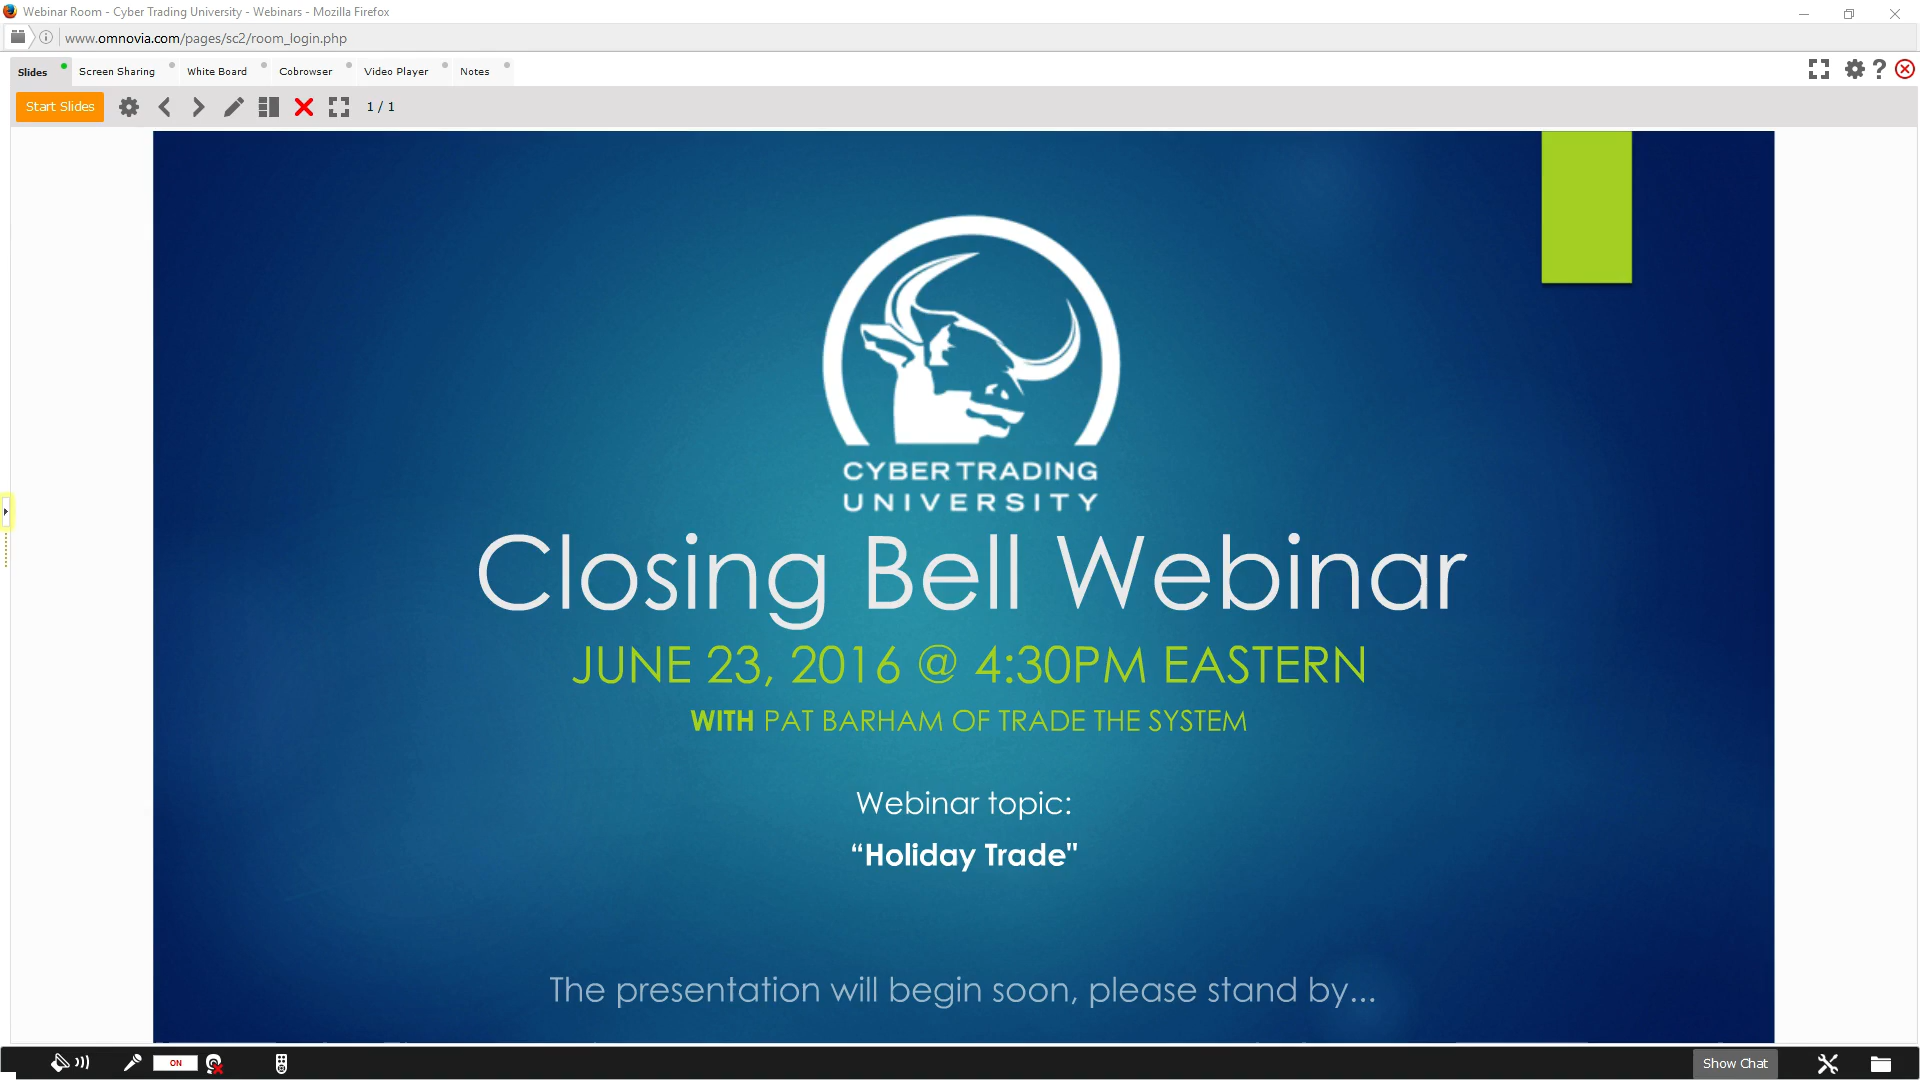 Webinar Room - Cyber Trading University - Webinars - Mozilla Firefox
www.omnovia.com/pages/sc2/room_login.php
Slides Screen Sharing White Board Cobrowser Video Player Notes
Start Slides 1 / 1
CYBERTRADING
UNIVERSITY
Closing Bell Webinar
JUNE 23, 2016 @ 4:30PM EASTERN
WITH PAT BARHAM OF TRADE THE SYSTEM
Webinar topic:
“Holiday Trade"
The presentation will begin soon, please stand by...
ON Show Chat